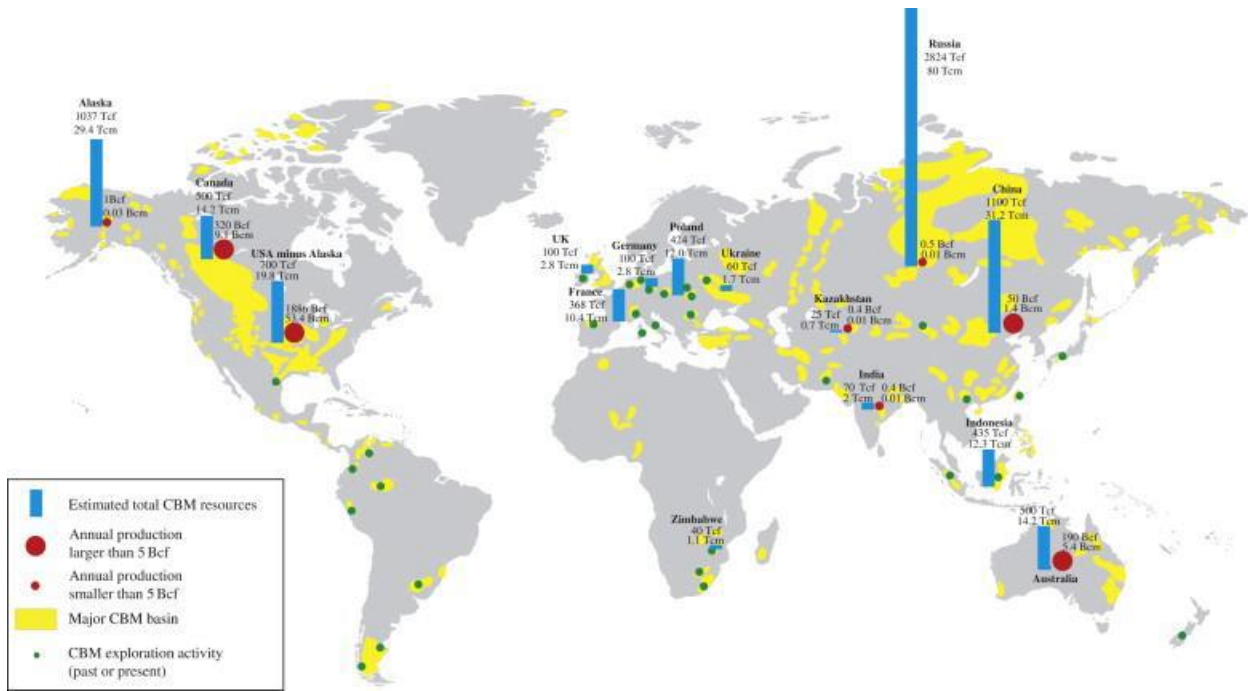 Russia
2824 Tcf
80 Tcm
Alaska
1037 Tcf
29.4 Tcm
1Bcf
0.03 Bcm
Canada
500 Tcf
14.2 Tcm
320 Bcf
9.1 Bcm
USA minus Alaska
700 Tcf
19.8 Tcm
1886 Bcf
53.4 Bcm
UK
100 Tcf
2.8 Tcm
Germany
100 Tcf
2.8 Tcm
Poland
424 Tcf
12.0 Tcm
Ukraine
60 Tcf
1.7 Tcm
France
368 Tcf
10.4 Tcm
China
1100 Tcf
31.2 Tcm
0.5 Bcf
0.01 Bcm
50 Bcf
1.4 Bcm
Kazakhstan
25 Tcf
0.7 Tcm
0.4 Bcf
0.01 Bcm
India
70 Tcf
2 Tcm
0.4 Bcf
0.01 Bcm
Indonesia
435 Tcf
12.3 Tcm
Zimbabwe
40 Tcf
1.1 Tcm
500 Tcf
14.2 Tcm
190 Bcf
5.4 Bcm
Australia
Estimated total CBM resources
Annual production
larger than 5 Bcf
Annual production
smaller than 5 Bcf
Major CBM basin
CBM exploration activity
(past or present)